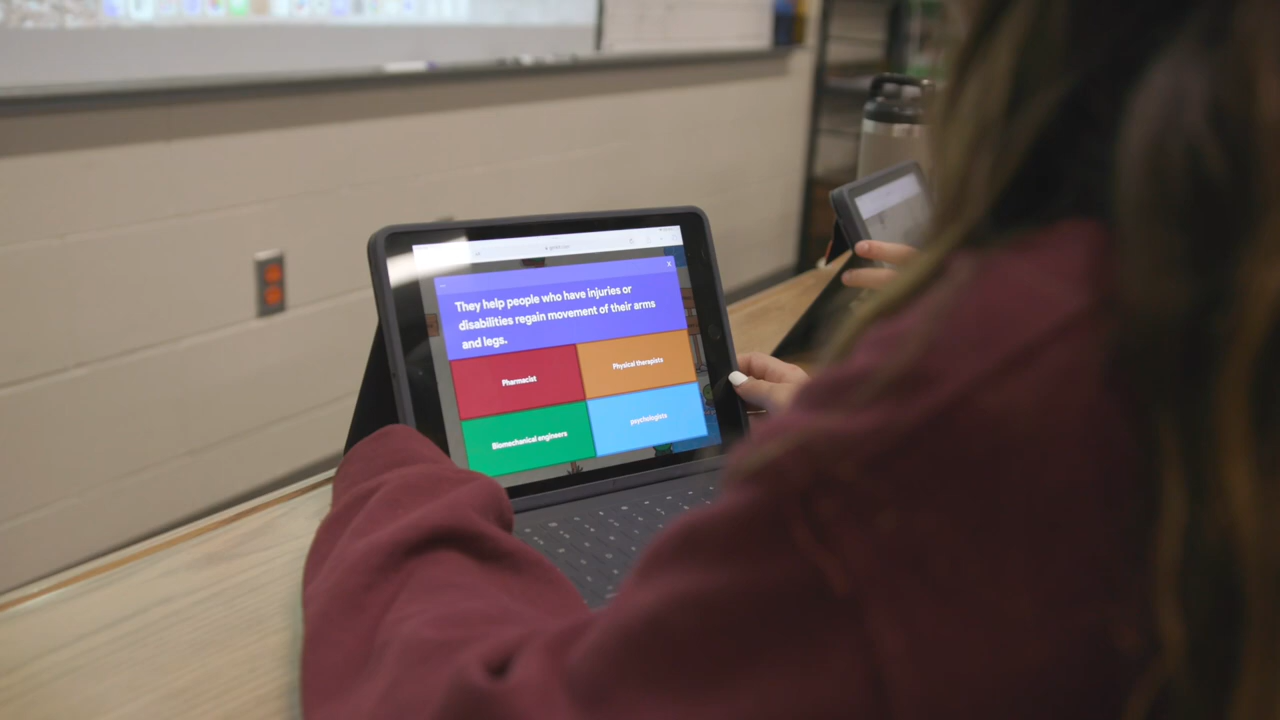 They help people who have injuries or
disabilities regain movement of their arms
and legs.
Pharmacist
Physical therapists
Biomechanical engineers
psychologists